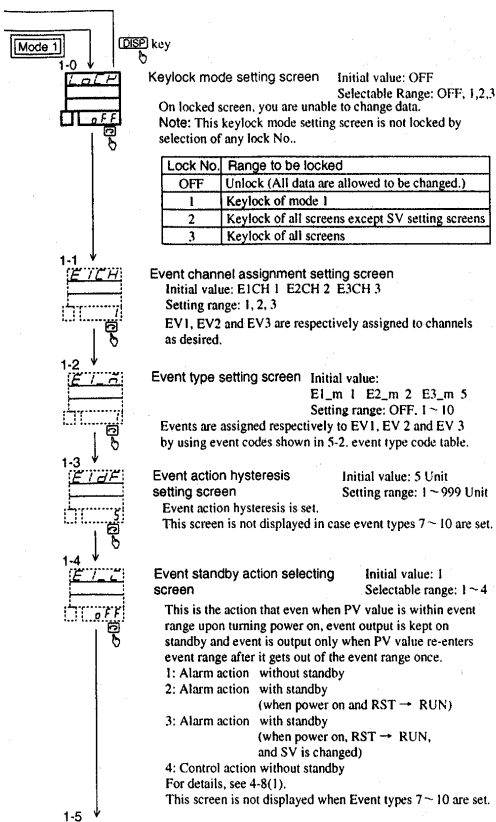 Mode 1
DISP key
1-0
LoCK
oFF
Keylock mode setting screen Initial value: OFF
Selectable Range: OFF, 1,2,3
On locked screen, you are unable to change data.
Note: This keylock mode setting screen is not locked by
selection of any lock No..
Lock No. Range to be locked
OFF Unlock (All data are allowed to be changed.)
1 Keylock of mode 1
2 Keylock of all screens except SV setting screens
3 Keylock of all screens
1-1
E1CH
1
Event channel assignment setting screen
Initial value: E1CH 1 E2CH 2 E3CH 3
Setting range: 1, 2, 3
EV1, EV2 and EV3 are respectively assigned to channels
as desired.
1-2
E1_m
1
Event type setting screen Initial value:
E1_m 1 E2_m 2 E3_m 5
Setting range: OFF, 1 ~ 10
Events are assigned respectively to EV1, EV 2 and EV 3
by using event codes shown in 5-2. event type code table.
1-3
E1dF
5
Event action hysteresis Initial value: 5 Unit
setting screen Setting range: 1 ~ 999 Unit
Event action hysteresis is set.
This screen is not displayed in case event types 7 ~ 10 are set.
1-4
oFF
Event standby action selecting Initial value: 1
screen Selectable range: 1 ~ 4
This is the action that even when PV value is within event
range upon turning power on, event output is kept on
standby and event is output only when PV value re-enters
event range after it gets out of the event range once.
1: Alarm action without standby
2: Alarm action with standby
(when power on and RST → RUN)
3: Alarm action with standby
(when power on, RST → RUN,
and SV is changed)
4: Control action without standby
For details, see 4-8(1).
This screen is not displayed when Event types 7 ~ 10 are set.
1-5